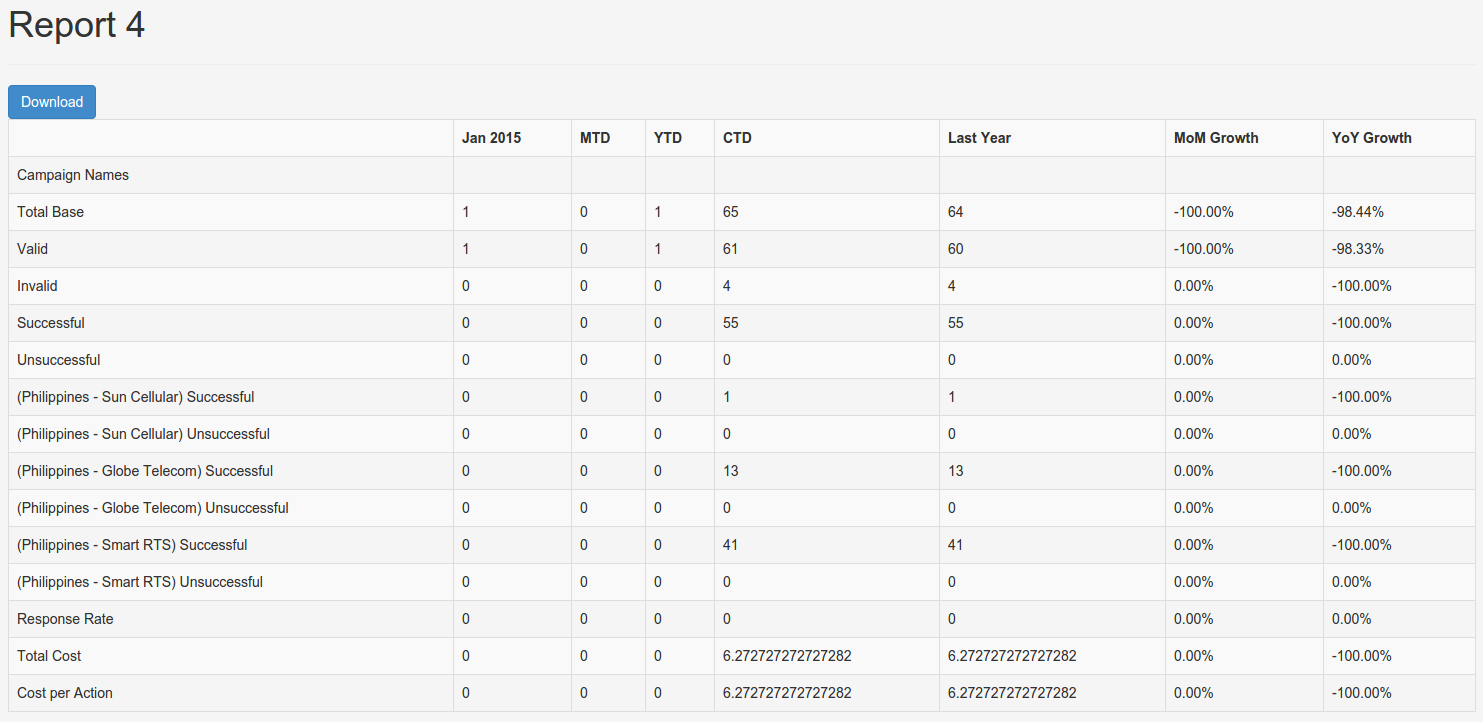 Report 4
Download
Jan 2015 MTD YTD CTD Last Year MoM Growth YoY Growth
Campaign Names
Total Base 1 0 1 65 64 -100.00% -98.44%
Valid 1 0 1 61 60 -100.00% -98.33%
Invalid 0 0 0 4 4 0.00% -100.00%
Successful 0 0 0 55 55 0.00% -100.00%
Unsuccessful 0 0 0 0 0 0.00% 0.00%
(Philippines - Sun Cellular) Successful 0 0 0 1 1 0.00% -100.00%
(Philippines - Sun Cellular) Unsuccessful 0 0 0 0 0 0.00% 0.00%
(Philippines - Globe Telecom) Successful 0 0 0 13 13 0.00% -100.00%
(Philippines - Globe Telecom) Unsuccessful 0 0 0 0 0 0.00% 0.00%
(Philippines - Smart RTS) Successful 0 0 0 41 41 0.00% -100.00%
(Philippines - Smart RTS) Unsuccessful 0 0 0 0 0 0.00% 0.00%
Response Rate 0 0 0 0 0 0.00% 0.00%
Total Cost 0 0 0 6.272727272727282 6.272727272727282 0.00% -100.00%
Cost per Action 0 0 0 6.272727272727282 6.272727272727282 0.00% -100.00%